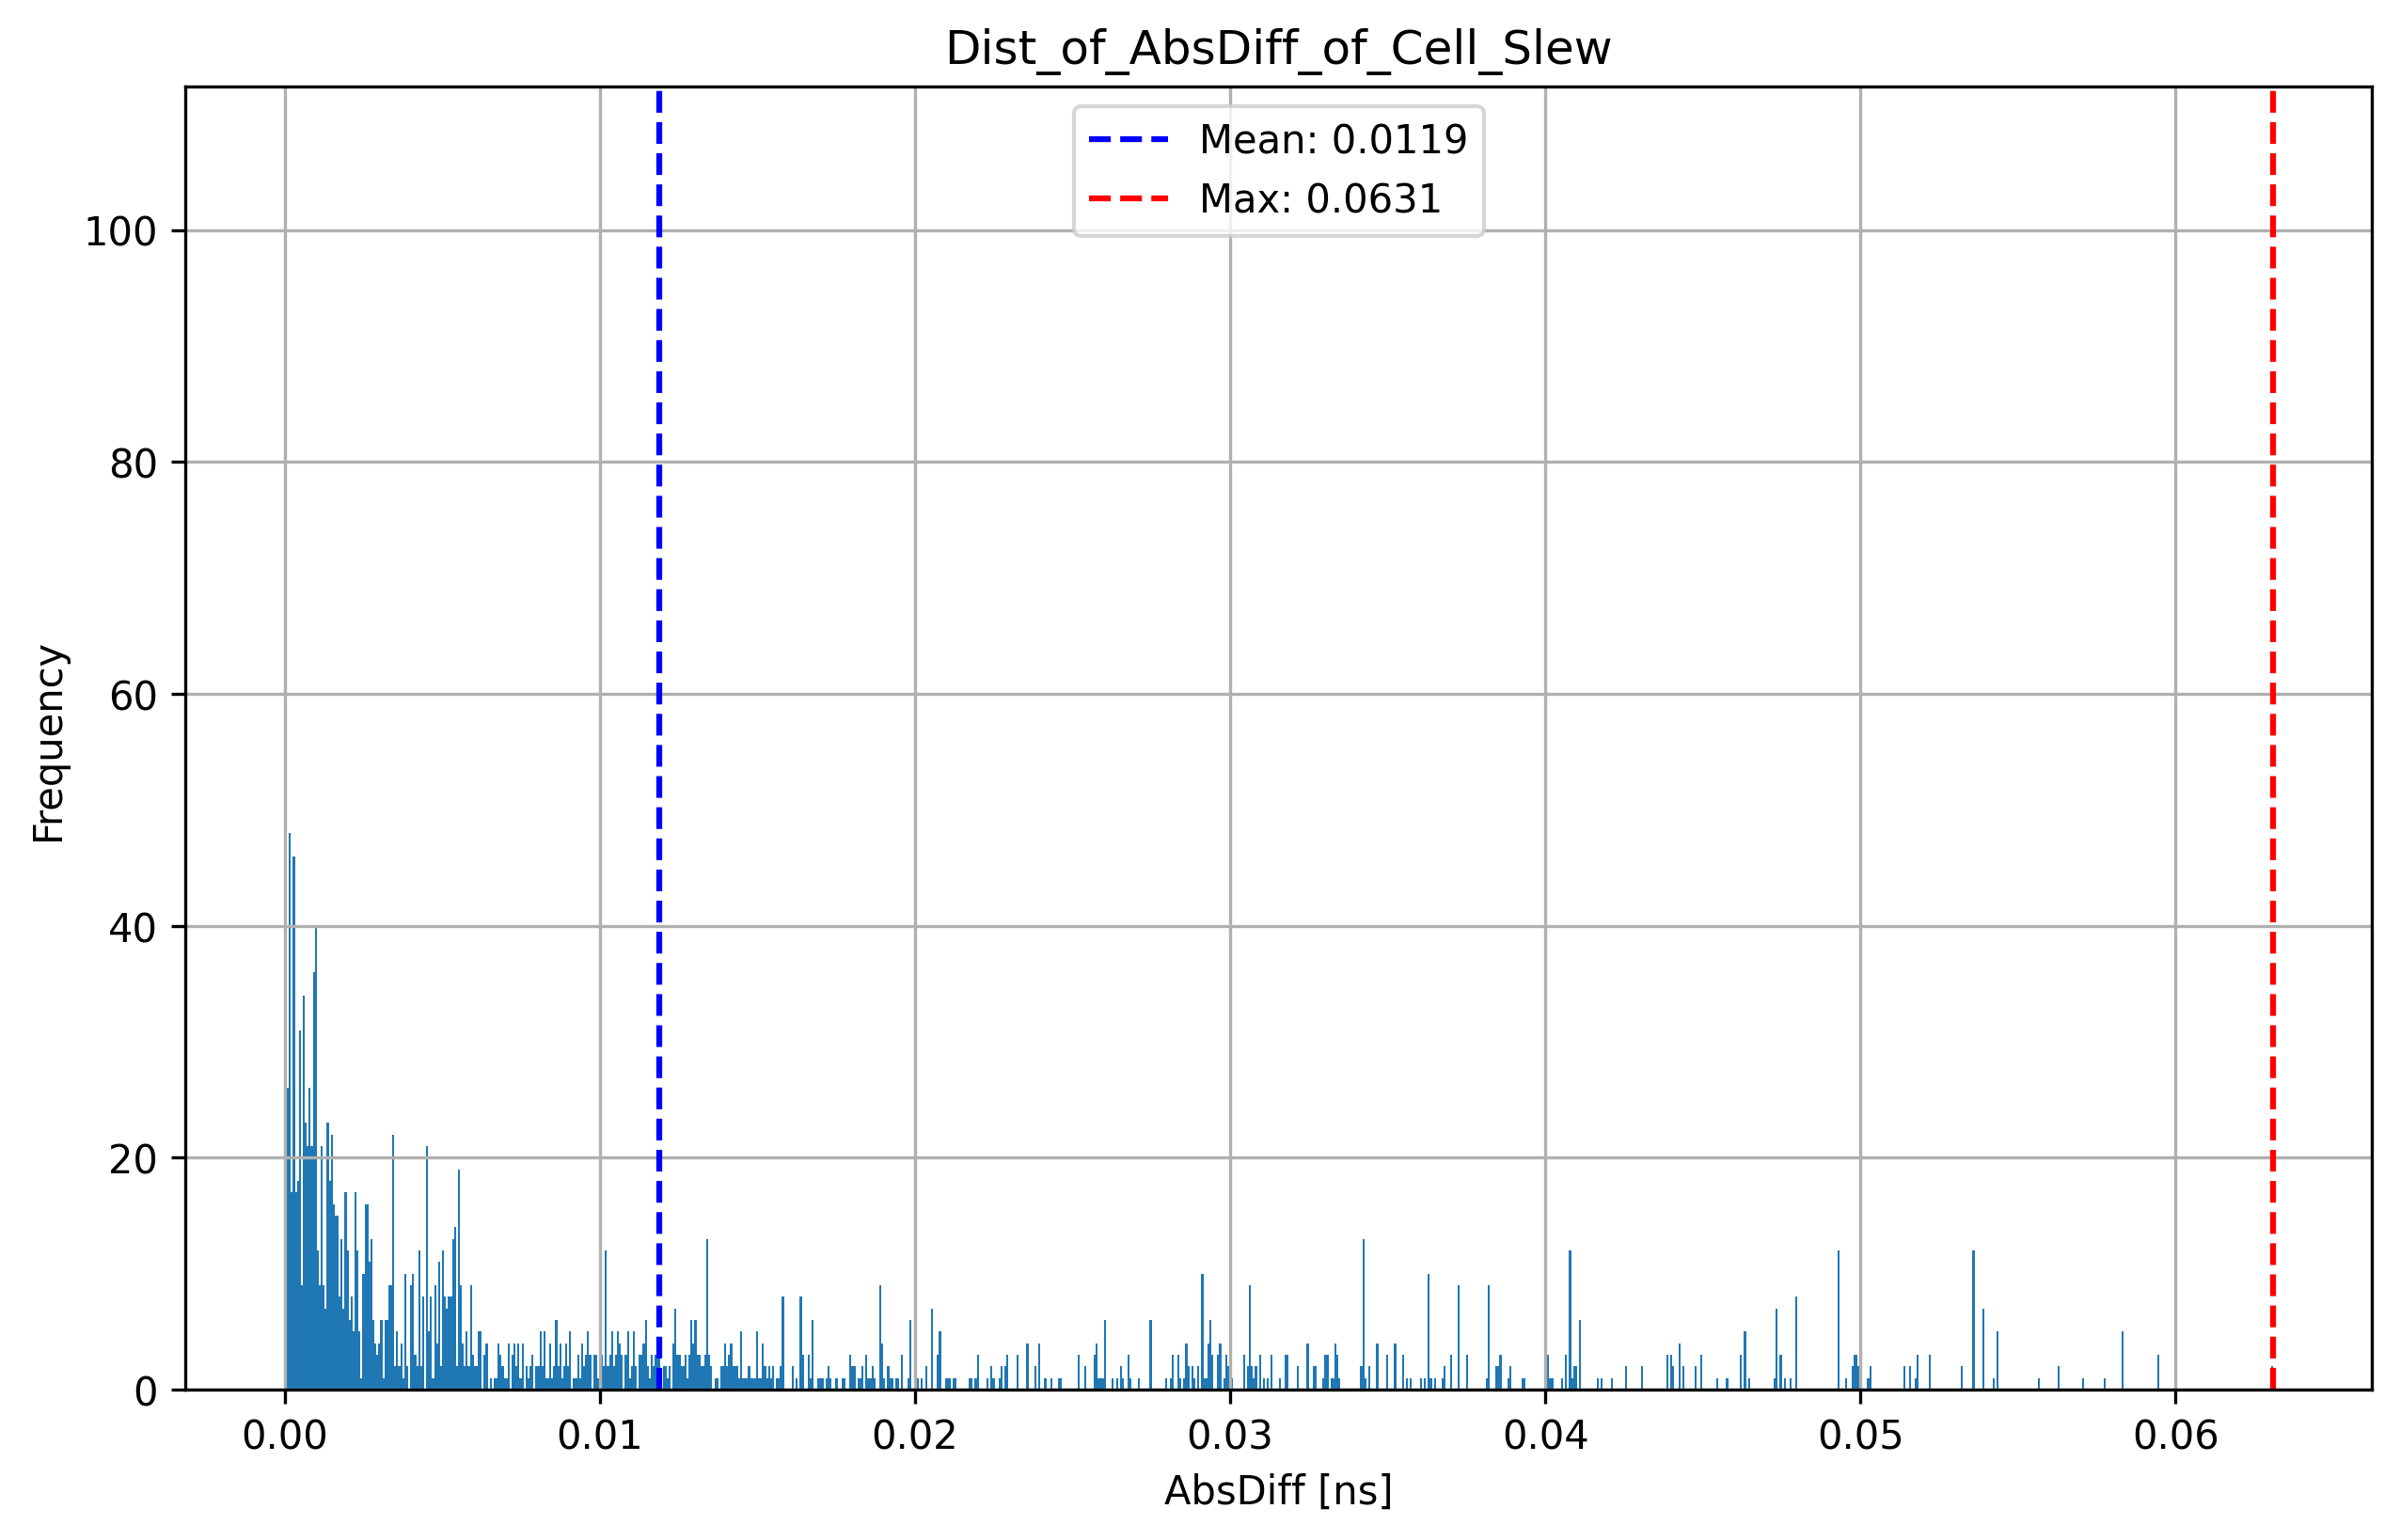 Dist_of_AbsDiff_of_Cell_Slew
Mean: 0.0119
Max: 0.0631
Frequency
100
80
60
40
20
0
0.00 0.01 0.02 0.03 0.04 0.05 0.06
AbsDiff [ns]